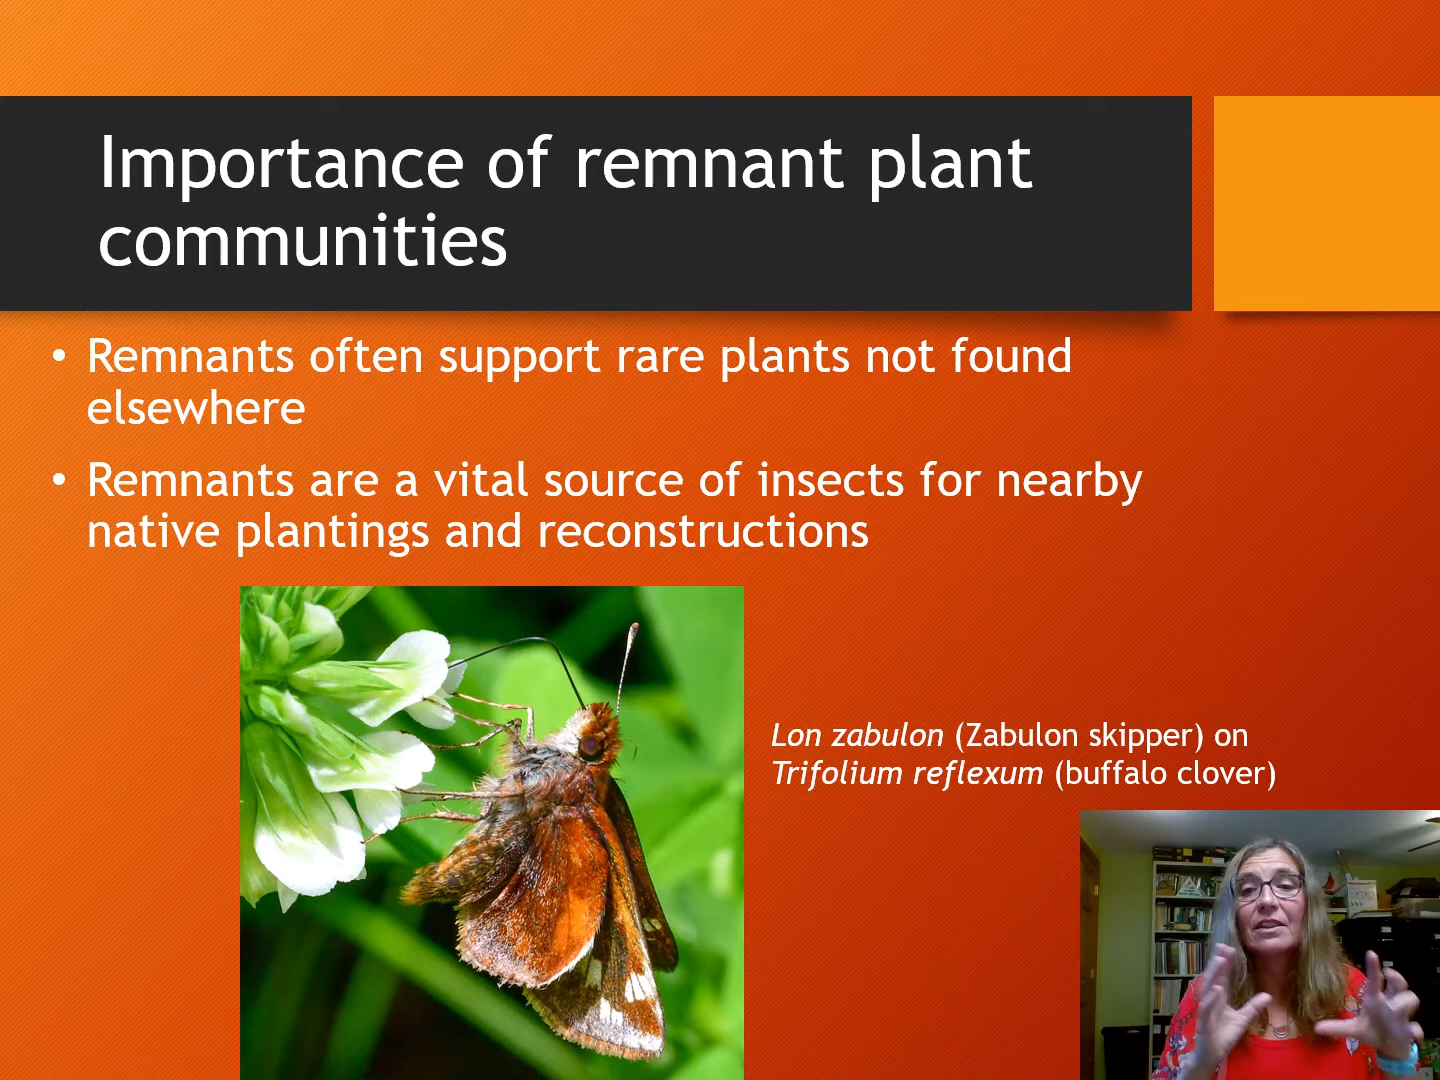 Importance of remnant plant
communities
• Remnants often support rare plants not found
elsewhere
• Remnants are a vital source of insects for nearby
native plantings and reconstructions
Lon zabulon (Zabulon skipper) on
Trifolium reflexum (buffalo clover)